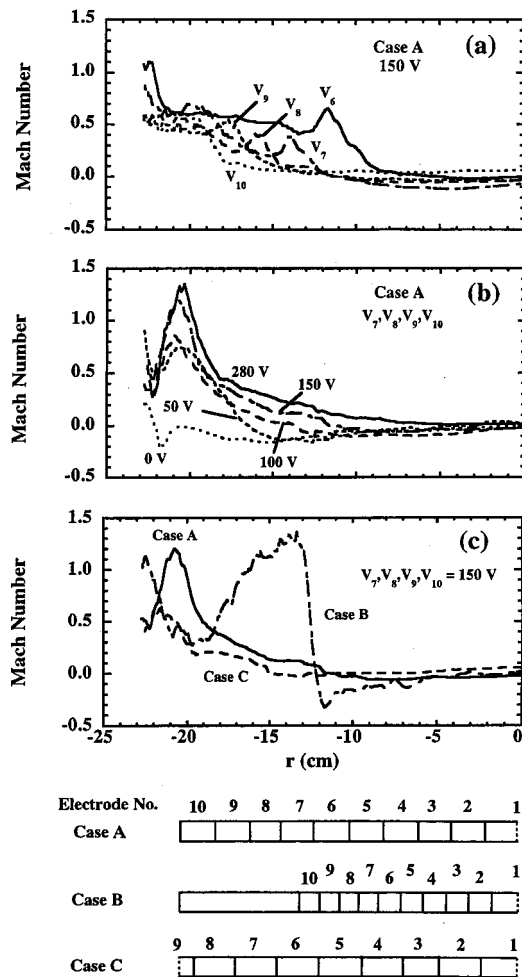 Case A (a)
150 V
V9
V8
V6
V7
V10
Mach Number
1.5
1.0
0.5
0.0
-0.5
(b)
Case A
V7,V8,V9,V10
280 V
150 V
50 V
0 V
100 V
Mach Number
1.5
1.0
0.5
0.0
-0.5
(c)
Case A
V7,V8,V9,V10 = 150 V
Case B
Case C
Mach Number
1.5
1.0
0.5
0.0
-0.5
-25 -20 -15 -10 -5 0
r (cm)
Electrode No. 10 9 8 7 6 5 4 3 2 1
Case A
10 9 8 7 6 5 4 3 2 1
Case B
9 8 7 6 5 4 3 2 1
Case C